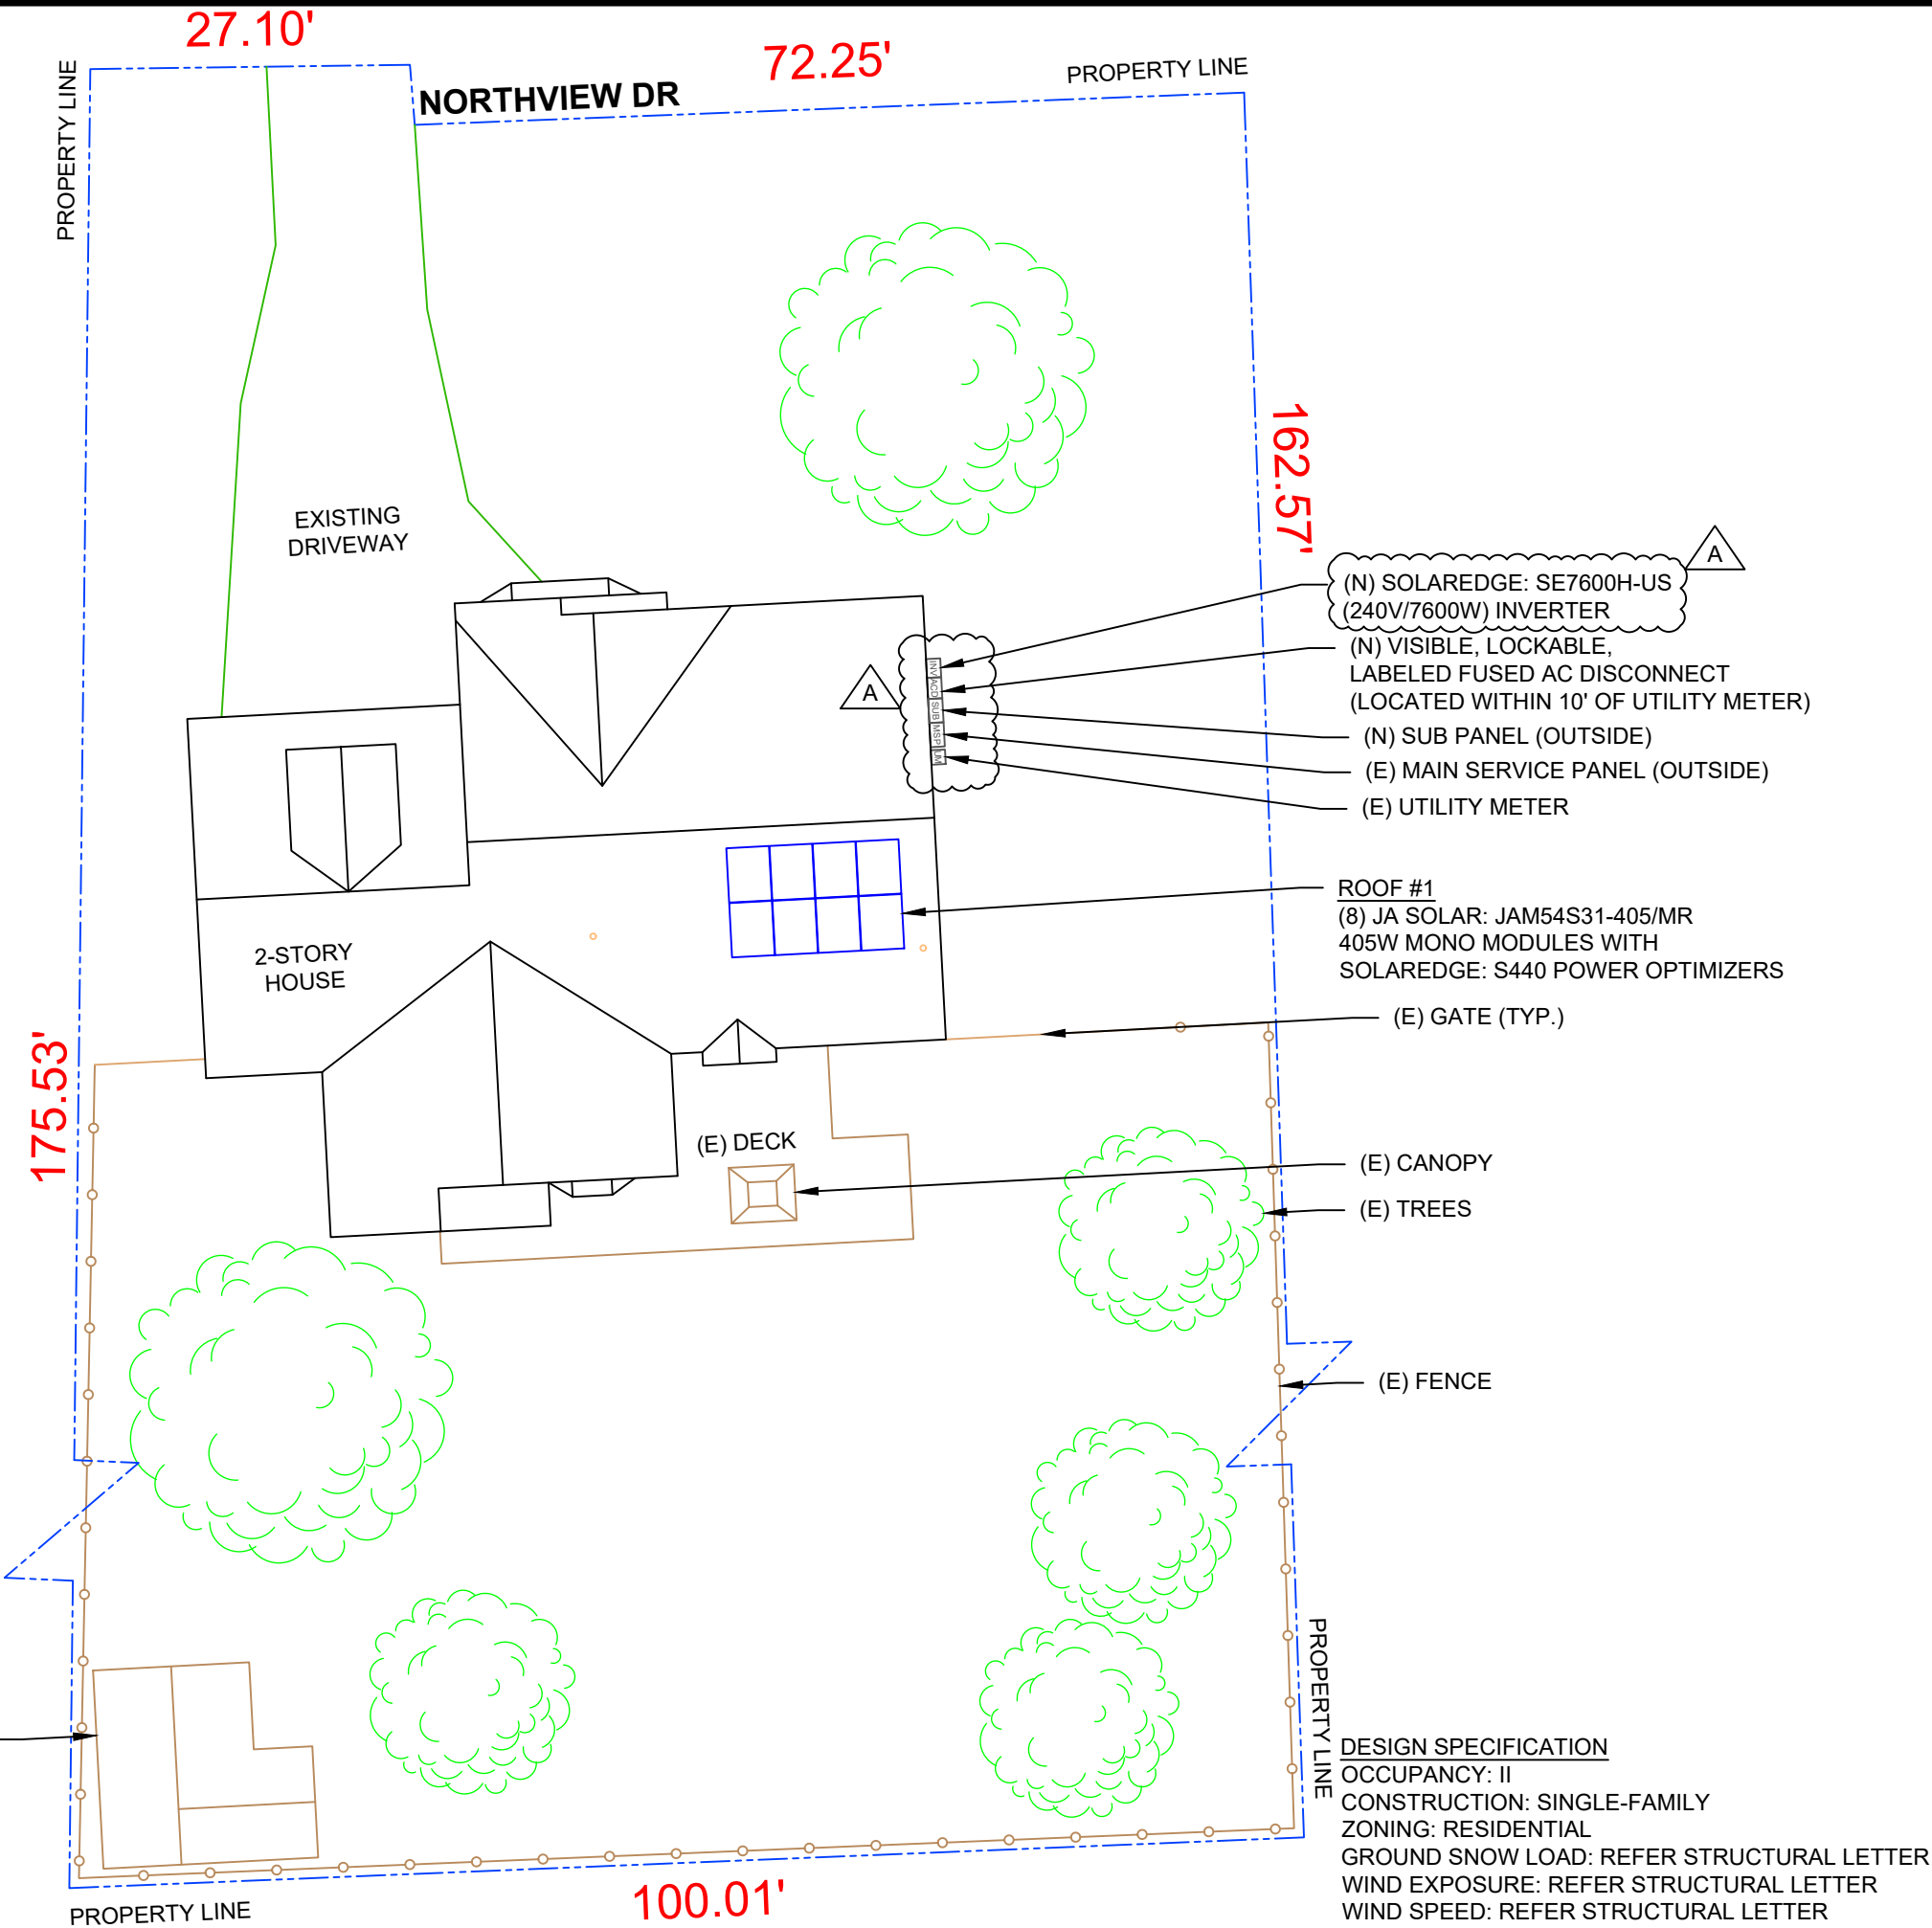 27.10'
72.25'
PROPERTY LINE
NORTHVIEW DR
PROPERTY LINE
162.57'
EXISTING
DRIVEWAY
(N) SOLAREDGE: SE7600H-US
(240V/7600W) INVERTER
A
(N) VISIBLE, LOCKABLE,
LABELED FUSED AC DISCONNECT
(LOCATED WITHIN 10' OF UTILITY METER)
A
INV
ACD
SUB
MSP
UM
(N) SUB PANEL (OUTSIDE)
(E) MAIN SERVICE PANEL (OUTSIDE)
(E) UTILITY METER
ROOF #1
(8) JA SOLAR: JAM54S31-405/MR
405W MONO MODULES WITH
SOLAREDGE: S440 POWER OPTIMIZERS
2-STORY
HOUSE
(E) GATE (TYP.)
175.53'
(E) DECK
(E) CANOPY
(E) TREES
(E) FENCE
PROPERTY LINE
DESIGN SPECIFICATION
OCCUPANCY: II
CONSTRUCTION: SINGLE-FAMILY
ZONING: RESIDENTIAL
GROUND SNOW LOAD: REFER STRUCTURAL LETTER
WIND EXPOSURE: REFER STRUCTURAL LETTER
WIND SPEED: REFER STRUCTURAL LETTER
100.01'
PROPERTY LINE